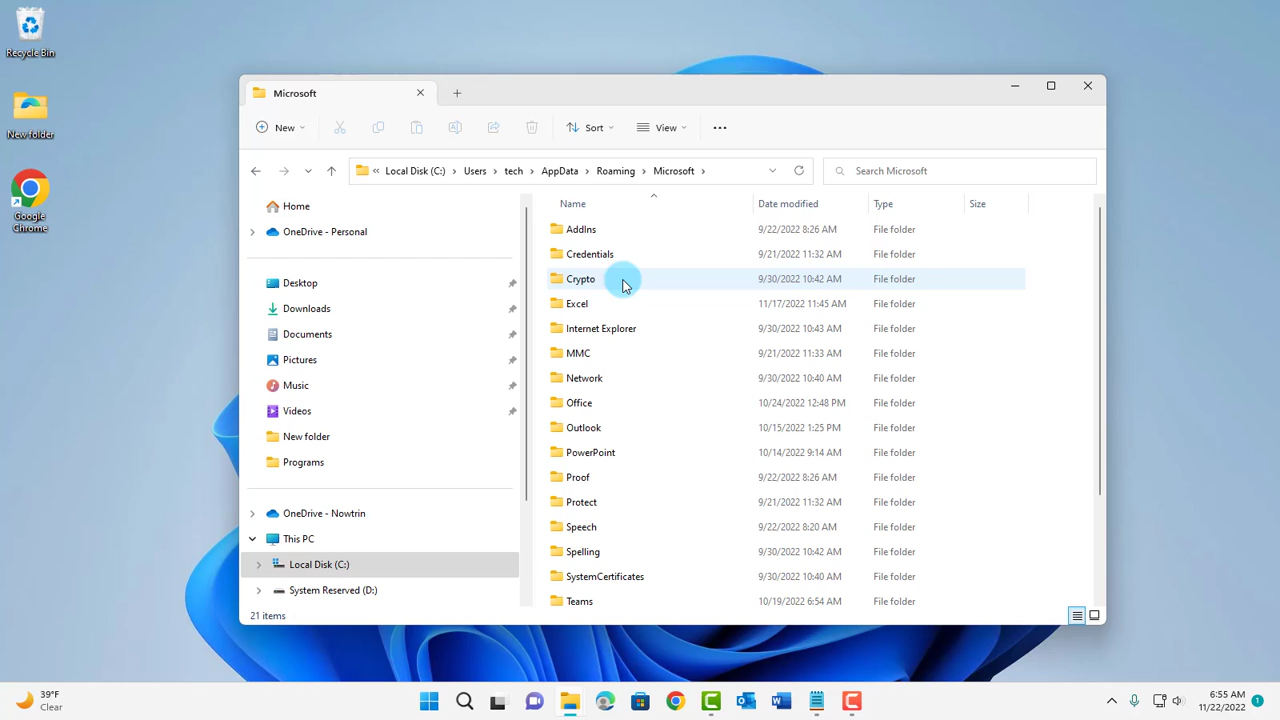 Recycle Bin
New folder
Google
Chrome
Microsoft
New
Sort
View
Local Disk (C:) Users tech AppData Roaming Microsoft
Search Microsoft
Home
OneDrive - Personal
Desktop
Downloads
Documents
Pictures
Music
Videos
New folder
Programs
OneDrive - Nowtrin
This PC
Local Disk (C:)
System Reserved (D:)
Name Date modified Type Size
AddIns 9/22/2022 8:26 AM File folder
Credentials 9/21/2022 11:32 AM File folder
Crypto 9/30/2022 10:42 AM File folder
Excel 11/17/2022 11:45 AM File folder
Internet Explorer 9/30/2022 10:43 AM File folder
MMC 9/21/2022 11:33 AM File folder
Network 9/30/2022 10:40 AM File folder
Office 10/24/2022 12:48 PM File folder
Outlook 10/15/2022 1:25 PM File folder
PowerPoint 10/14/2022 9:14 AM File folder
Proof 9/22/2022 8:26 AM File folder
Protect 9/21/2022 11:32 AM File folder
Speech 9/22/2022 8:20 AM File folder
Spelling 9/30/2022 10:42 AM File folder
SystemCertificates 9/30/2022 10:40 AM File folder
Teams 10/19/2022 6:54 AM File folder
21 items
39°F
Clear
6:55 AM
11/22/2022
1